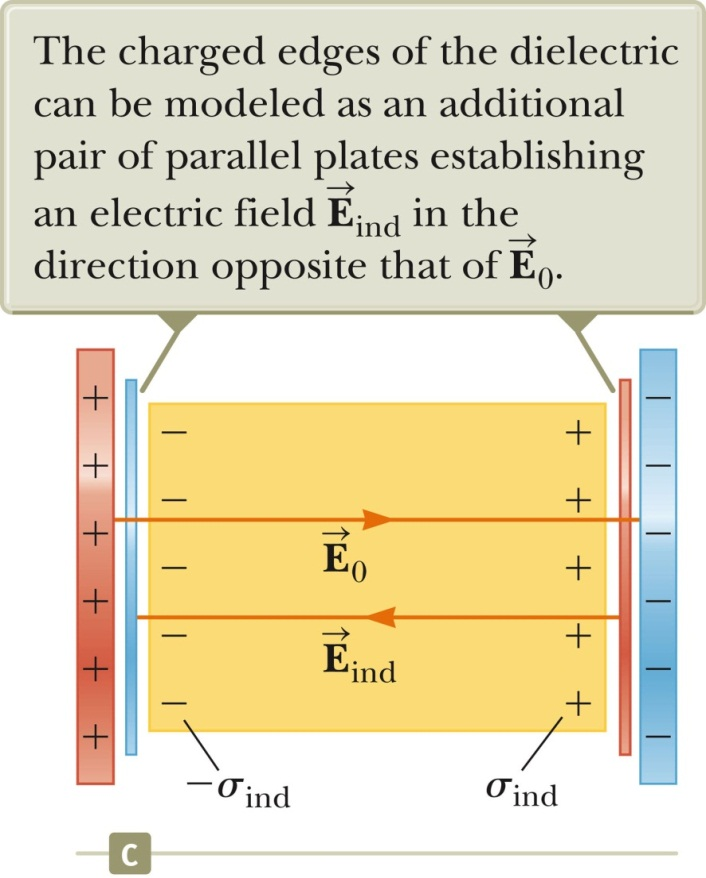 The charged edges of the dielectric
can be modeled as an additional
pair of parallel plates establishing
an electric field E⃗ind in the
direction opposite that of E⃗0.
+ − + −
+ −
+ − + −
+ −
E⃗0
− +
+ −
− +
E⃗ind
+ −
− +
+ −
−σind σind
C